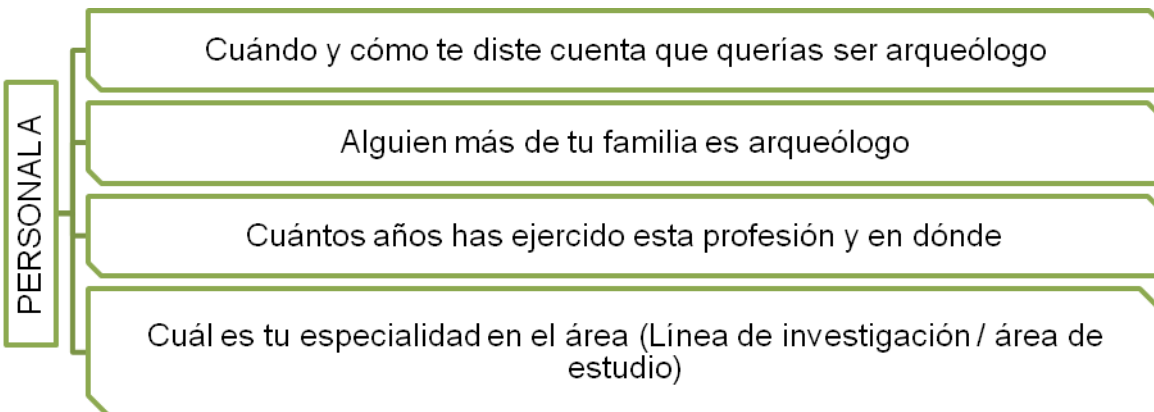 PERSONAL A
Cuándo y cómo te diste cuenta que querías ser arqueólogo
Alguien más de tu familia es arqueólogo
Cuántos años has ejercido esta profesión y en dónde
Cuál es tu especialidad en el área (Línea de investigación / área de
estudio)